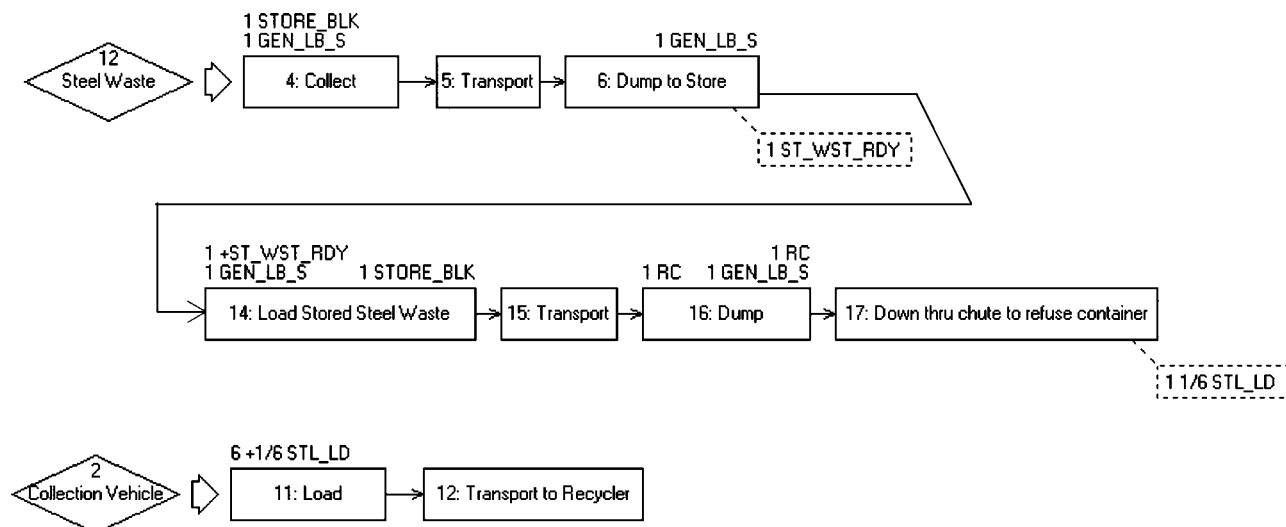 1 STORE_BLK
12
1 GEN_LB_S
1 GEN_LB_S
Steel Waste
4: Collect
5: Transport
6: Dump to Store
1 ST_WST_RDY
1 +ST_WST_RDY
1 RC
1 GEN_LB_S
1 STORE_BLK
1 RC
1 GEN_LB_S
14: Load Stored Steel Waste
15: Transport
16: Dump
17: Down thru chute to refuse container
1 1/6 STL_LD
6 +1/6 STL_LD
2
Collection Vehicle
11: Load
12: Transport to Recycler